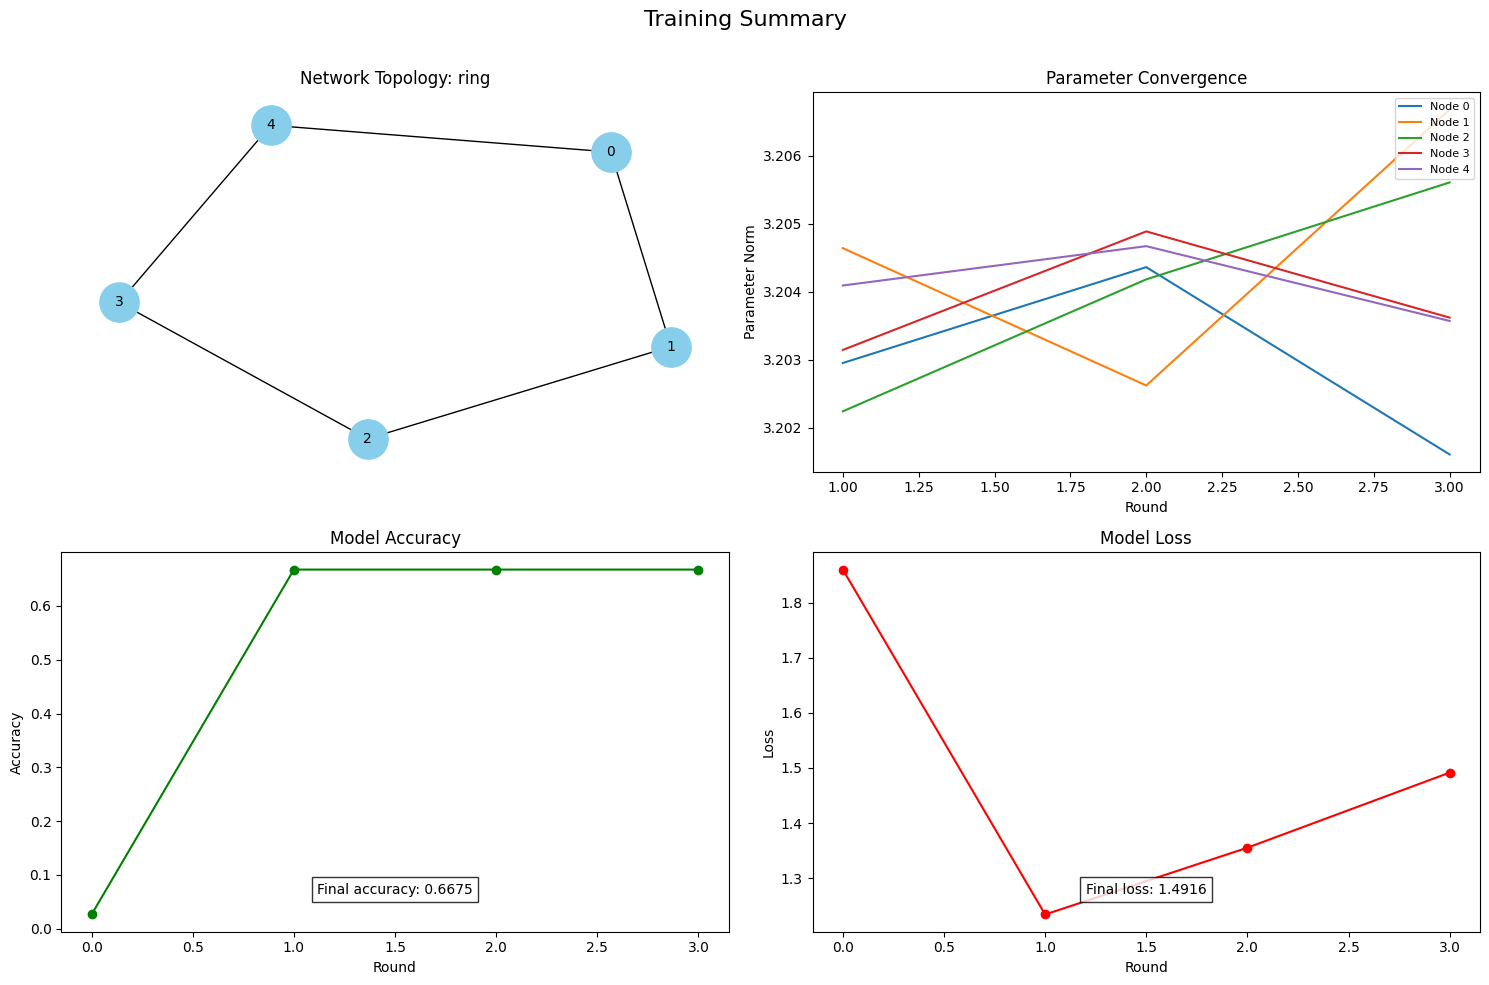 Training Summary
Network Topology: ring
4
0
3
1
2
Parameter Convergence
Node 0
Node 1
Node 2
Node 3
Node 4
Parameter Norm
3.206
3.205
3.204
3.203
3.202
1.00 1.25 1.50 1.75 2.00 2.25 2.50 2.75 3.00
Round
Model Accuracy
Accuracy
0.6
0.5
0.4
0.3
0.2
0.1
0.0
Final accuracy: 0.6675
0.0 0.5 1.0 1.5 2.0 2.5 3.0
Round
Model Loss
Loss
1.8
1.7
1.6
1.5
1.4
1.3
Final loss: 1.4916
0.0 0.5 1.0 1.5 2.0 2.5 3.0
Round